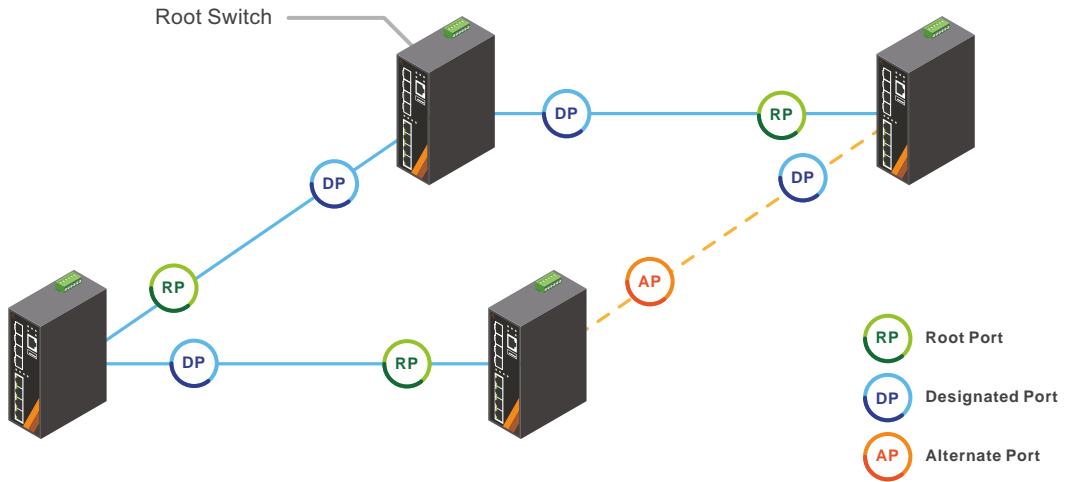 Root Switch
DP
RP
DP
DP
RP
AP
DP
RP
RP Root Port
DP Designated Port
AP Alternate Port